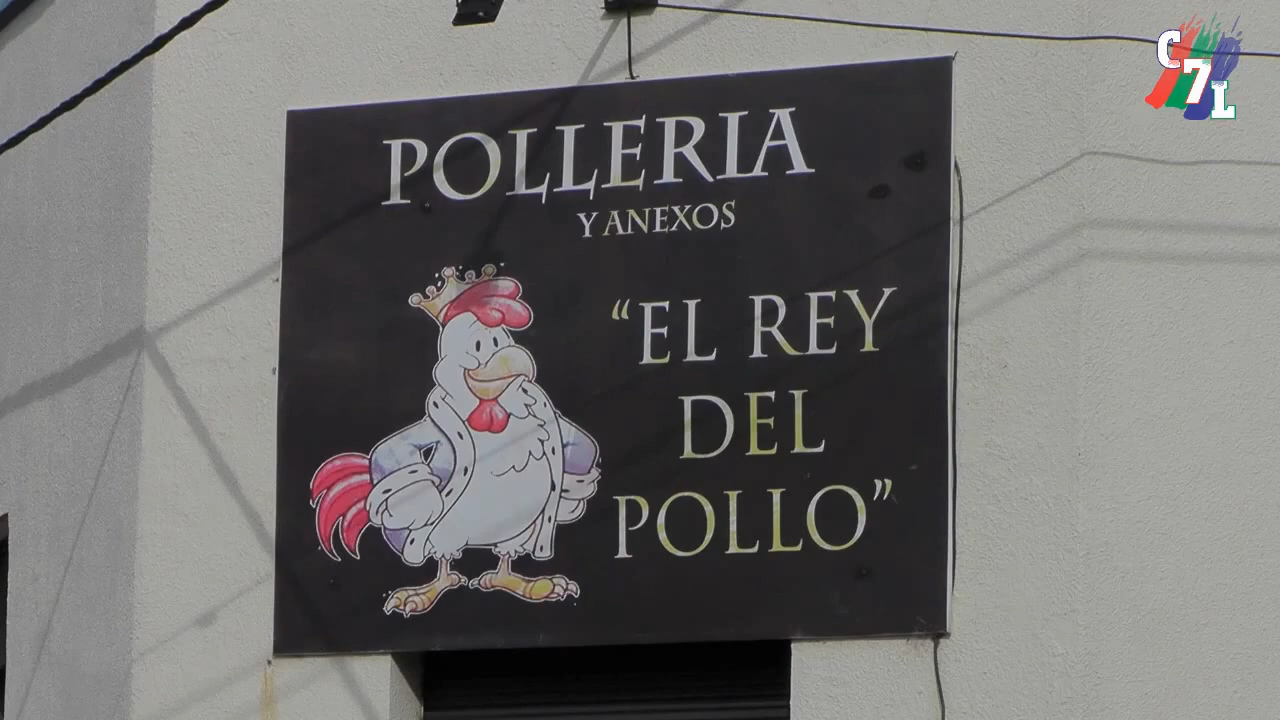 POLLERIA
Y ANEXOS
“EL REY
DEL
POLLO”
C7L